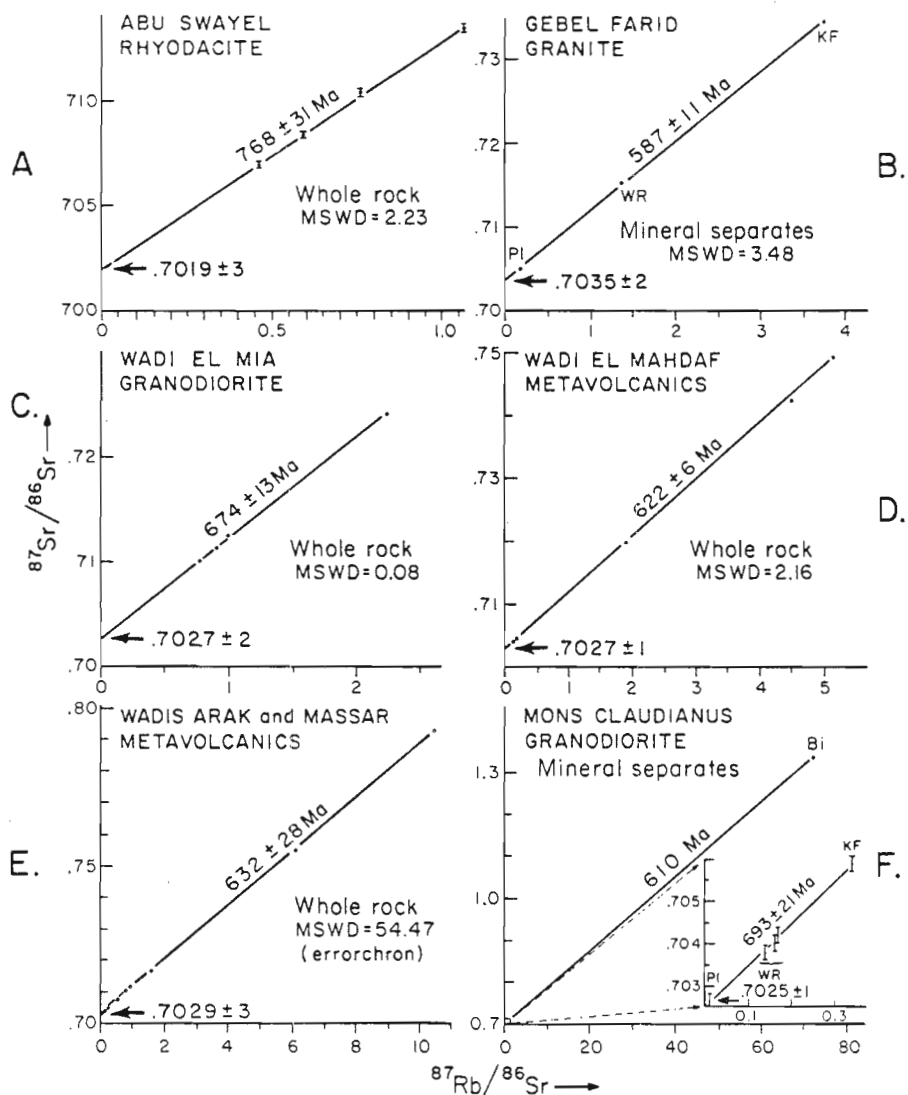 ABU SWAYEL
RHYODACITE
A
710
705
700
768 ± 31 Ma
Whole rock
MSWD = 2.23
.7019 ± 3
0
0.5
1.0
GEBEL FARID
GRANITE
B.
.73
.72
.71
.70
KF
587 ± 11 Ma
WR
Mineral separates
MSWD = 3.48
Pl
.7035 ± 2
0
1
2
3
4
WADI EL MIA
GRANODIORITE
C.
.72
.71
.70
674 ± 13 Ma
Whole rock
MSWD = 0.08
.7027 ± 2
0
1
2
WADI EL MAHDAF
METAVOLCANICS
D.
.75
.73
.71
622 ± 6 Ma
Whole rock
MSWD = 2.16
.7027 ± 1
0
1
2
3
4
5
87Sr/86Sr
WADIS ARAK and MASSAR
METAVOLCANICS
E.
.80
.75
.70
632 ± 28 Ma
Whole rock
MSWD = 54.47
(errorchron)
.7029 ± 3
0
2
4
6
8
10
MONS CLAUDIANUS
GRANODIORITE
Mineral separates
F.
1.3
1.0
0.7
Bi
610 Ma
KF
.705
.704
.703
693 ± 21 Ma
WR
Pl
.7025 ± 1
0.1
0.3
0
20
40
60
80
87Rb/86Sr